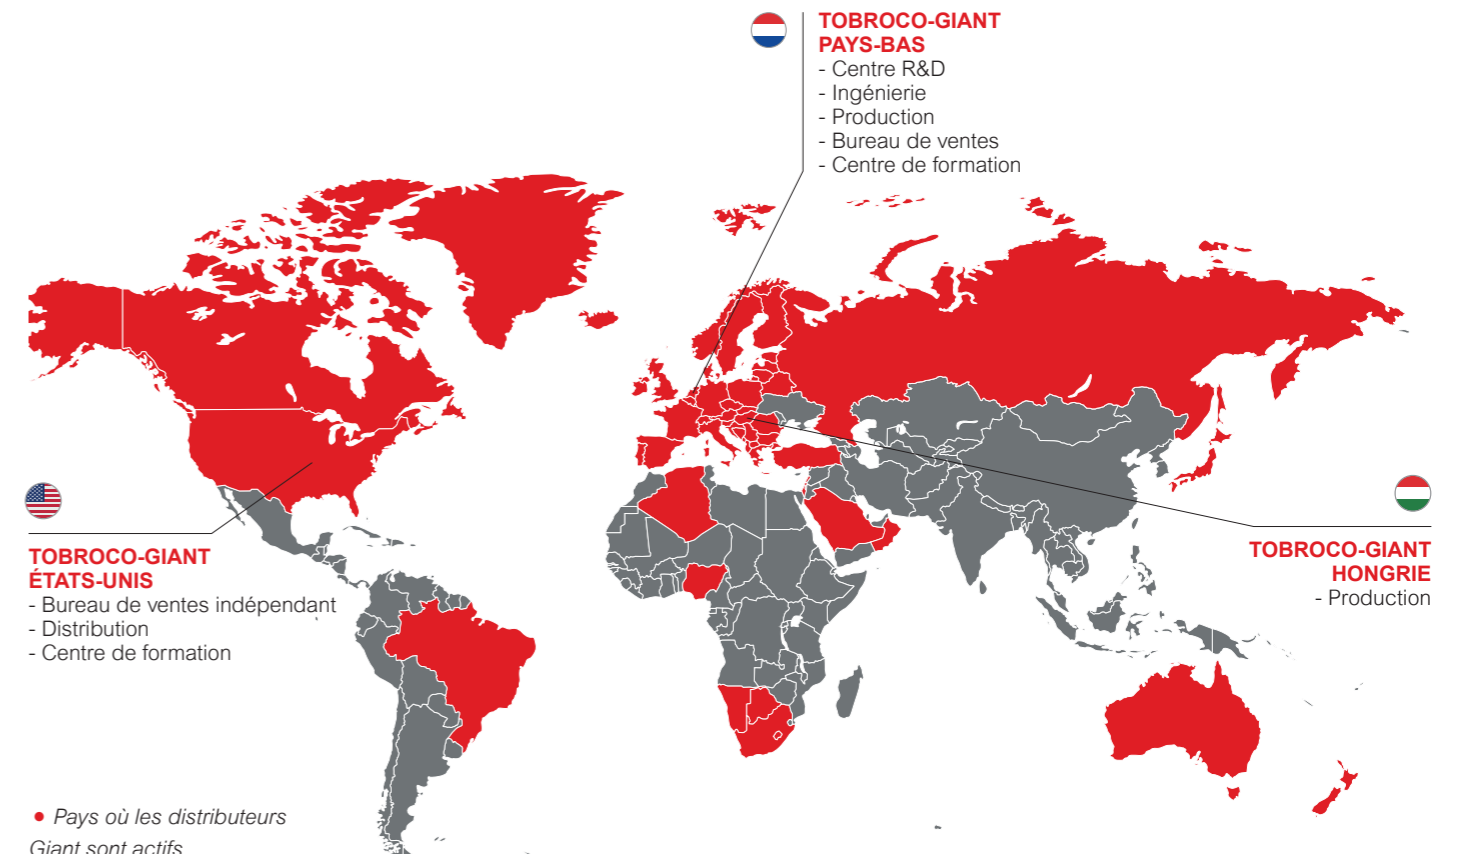 TOBROCO-GIANT
PAYS-BAS
- Centre R&D
- Ingénierie
- Production
- Bureau de ventes
- Centre de formation
TOBROCO-GIANT
ÉTATS-UNIS
- Bureau de ventes indépendant
- Distribution
- Centre de formation
TOBROCO-GIANT
HONGRIE
- Production
• Pays où les distributeurs
Giant sont actifs